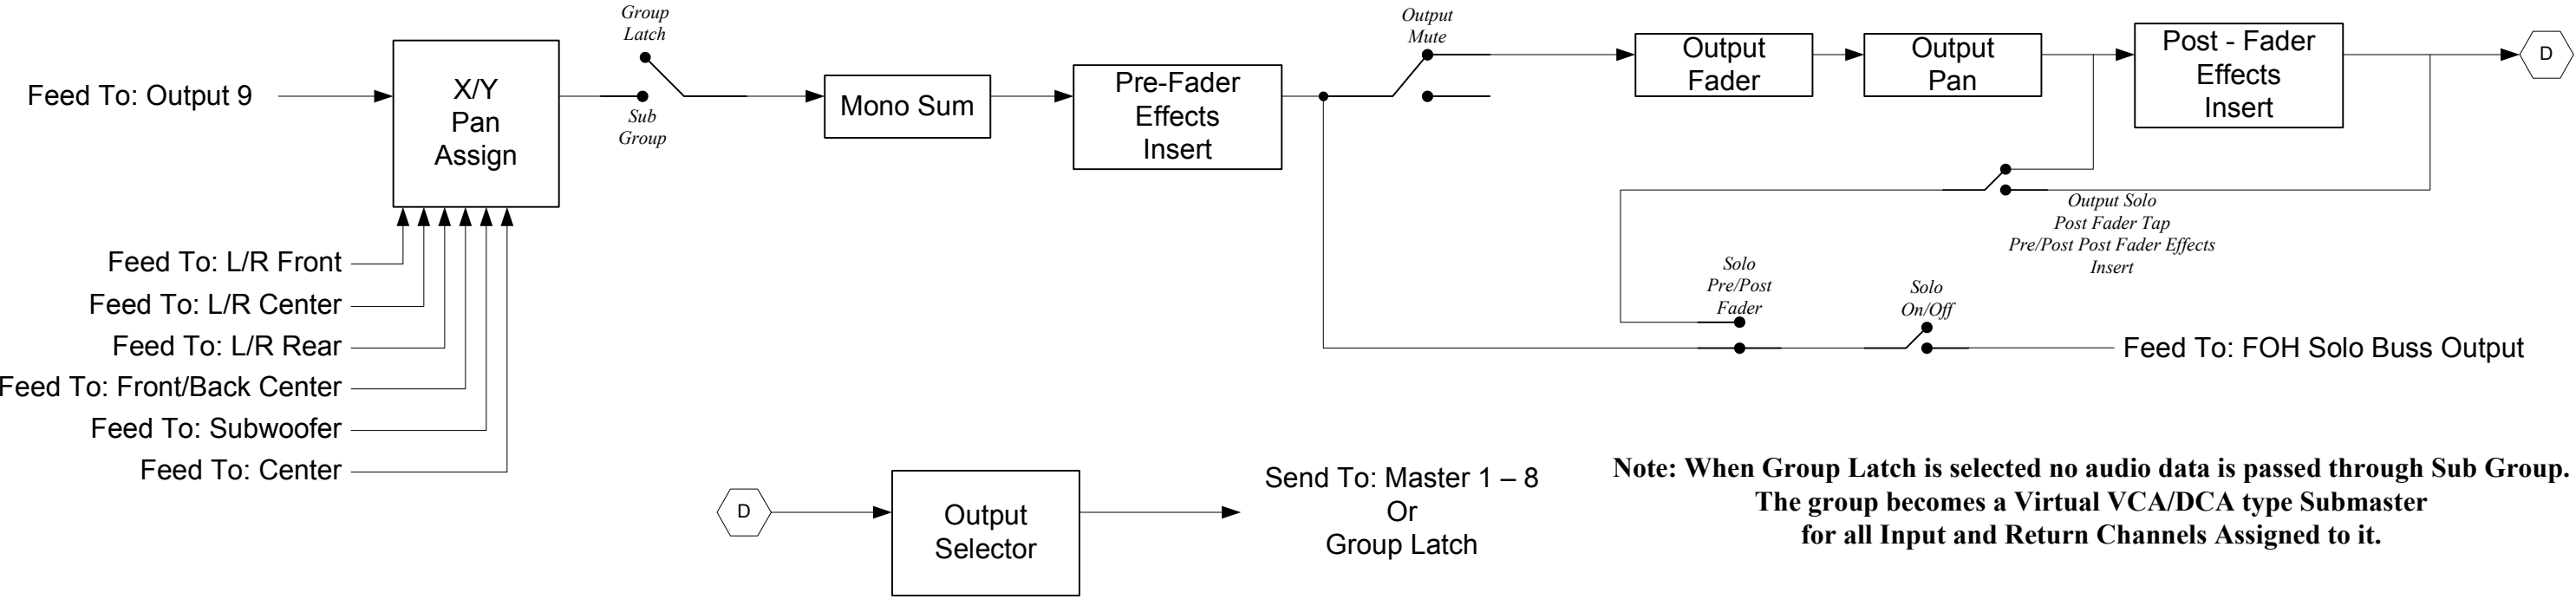 Feed To: Output 9
X/Y
Pan
Assign
Feed To: L/R Front
Feed To: L/R Center
Feed To: L/R Rear
Feed To: Front/Back Center
Feed To: Subwoofer
Feed To: Center
Group
Latch
Sub
Group
Mono Sum
Pre-Fader
Effects
Insert
Output
Mute
Output
Fader
Output
Pan
Post - Fader
Effects
Insert
D
Output Solo
Post Fader Tap
Pre/Post Post Fader Effects
Insert
Solo
Pre/Post
Fader
Solo
On/Off
Feed To: FOH Solo Buss Output
D
Output
Selector
Send To: Master 1 – 8
Or
Group Latch
Note: When Group Latch is selected no audio data is passed through Sub Group.
The group becomes a Virtual VCA/DCA type Submaster
for all Input and Return Channels Assigned to it.